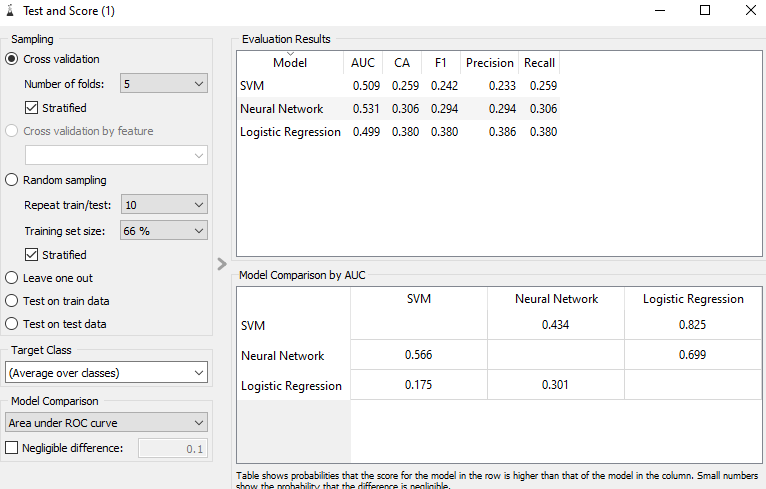 Test and Score (1)
Sampling
Cross validation
Number of folds: 5
Stratified
Cross validation by feature
Random sampling
Repeat train/test: 10
Training set size: 66 %
Stratified
Leave one out
Test on train data
Test on test data
Target Class
(Average over classes)
Model Comparison
Area under ROC curve
Negligible difference: 0.1
Evaluation Results
Model AUC CA F1 Precision Recall
SVM 0.509 0.259 0.242 0.233 0.259
Neural Network 0.531 0.306 0.294 0.294 0.306
Logistic Regression 0.499 0.380 0.380 0.386 0.380
Model Comparison by AUC
SVM Neural Network Logistic Regression
SVM 0.434 0.825
Neural Network 0.566 0.699
Logistic Regression 0.175 0.301
Table shows probabilities that the score for the model in the row is higher than that of the model in the column. Small numbers
show the probability that the difference is negligible.